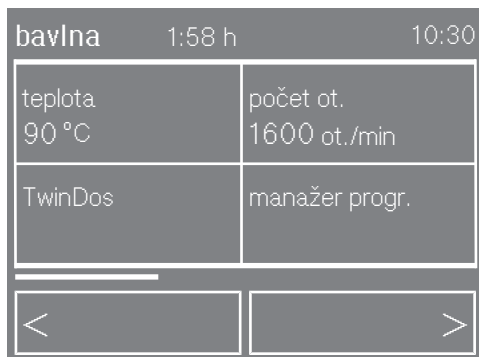 bavlna 1:58 h 10:30
teplota počet ot.
90 °C 1600 ot./min
TwinDos manažer progr.
< >